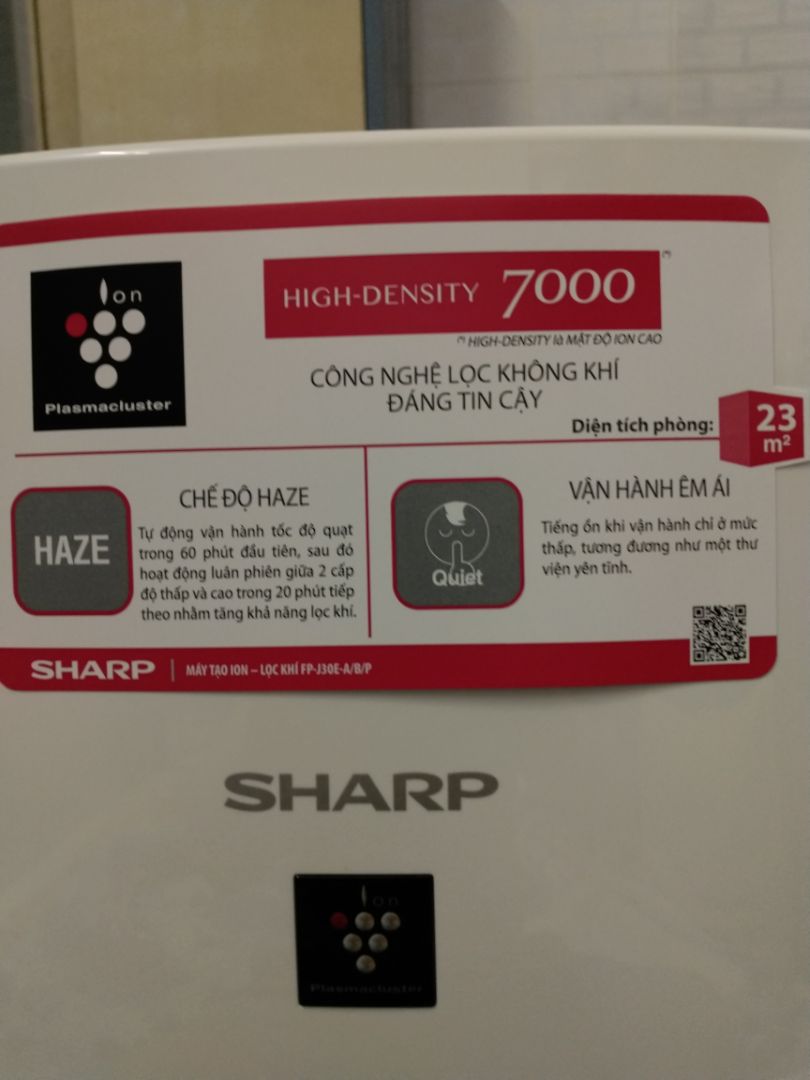 Ion
Plasmacluster
HIGH-DENSITY 7000 (*)
(*) HIGH-DENSITY là MẬT ĐỘ ION CAO
CÔNG NGHỆ LỌC KHÔNG KHÍ
ĐÁNG TIN CẬY
Diện tích phòng:
23
m²
HAZE
CHẾ ĐỘ HAZE
Tự động vận hành tốc độ quạt
trong 60 phút đầu tiên, sau đó
hoạt động luân phiên giữa 2 cấp
độ thấp và cao trong 20 phút tiếp
theo nhằm tăng khả năng lọc khí.
Quiet
VẬN HÀNH ÊM ÁI
Tiếng ồn khi vận hành chỉ ở mức
thấp, tương đương như một thư
viện yên tĩnh.
SHARP | MÁY TẠO ION – LỌC KHÍ FP-J30E-A/B/P
SHARP
Ion
Plasmacluster